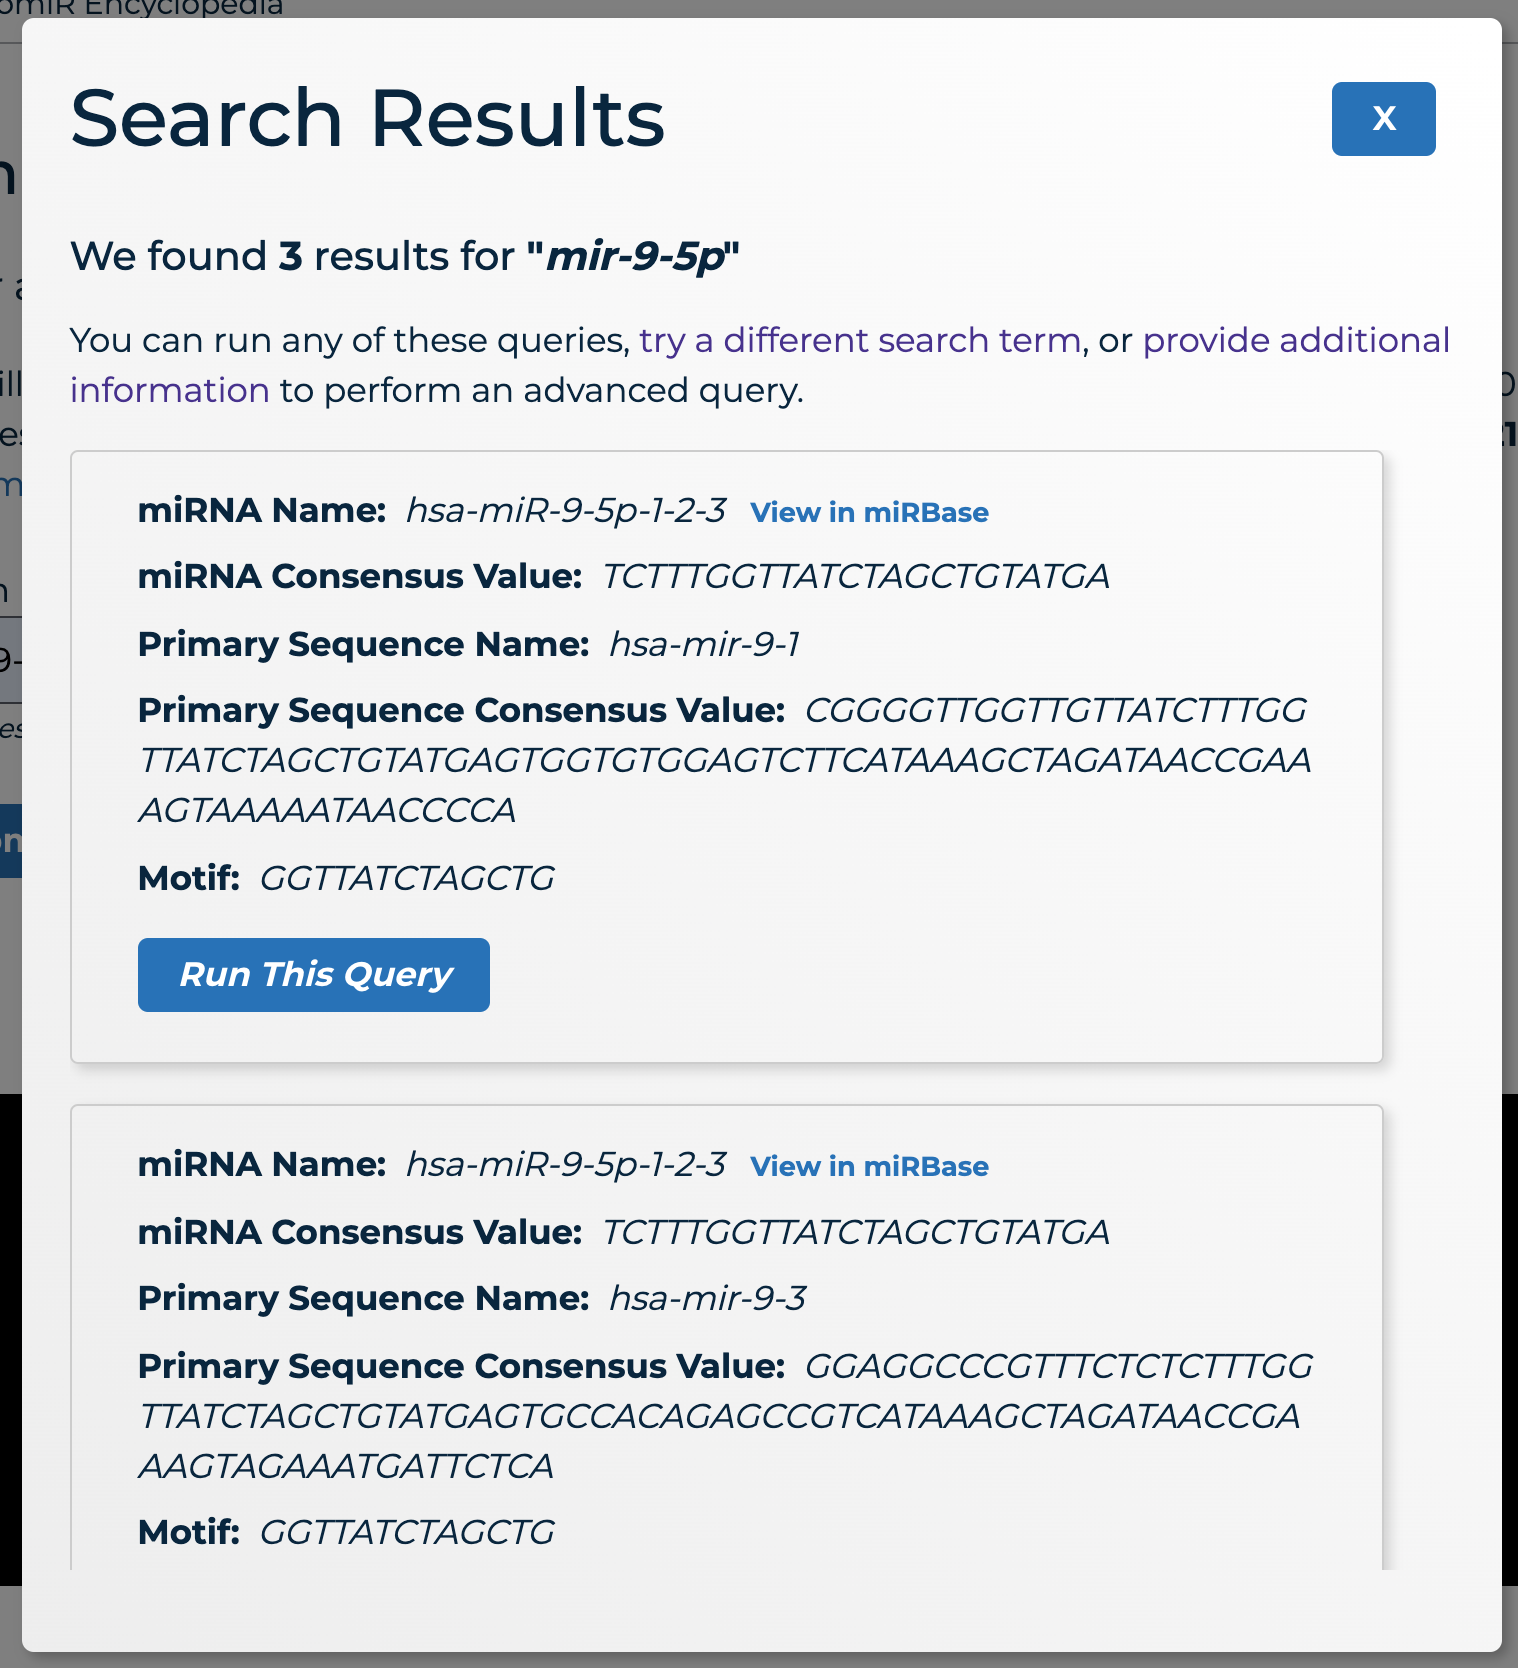 omiR Encyclopedia
Search Results
X
We found 3 results for "mir-9-5p"
You can run any of these queries, try a different search term, or provide additional
information to perform an advanced query.
miRNA Name: hsa-miR-9-5p-1-2-3 View in miRBase
miRNA Consensus Value: TCTTTGGTTATCTAGCTGTATGA
Primary Sequence Name: hsa-mir-9-1
Primary Sequence Consensus Value: CGGGGTTGGTTGTTATCTTTGG
TTATCTAGCTGTATGAGTGGTGTGGAGTCTTCATAAAGCTAGATAACCGAA
AGTAAAAATAACCCCA
Motif: GGTTATCTAGCTG
Run This Query
miRNA Name: hsa-miR-9-5p-1-2-3 View in miRBase
miRNA Consensus Value: TCTTTGGTTATCTAGCTGTATGA
Primary Sequence Name: hsa-mir-9-3
Primary Sequence Consensus Value: GGAGGCCCGTTTCTCTCTTTGG
TTATCTAGCTGTATGAGTGCCACAGAGCCGTCATAAAGCTAGATAACCGA
AAGTAGAAATGATTCTCA
Motif: GGTTATCTAGCTG